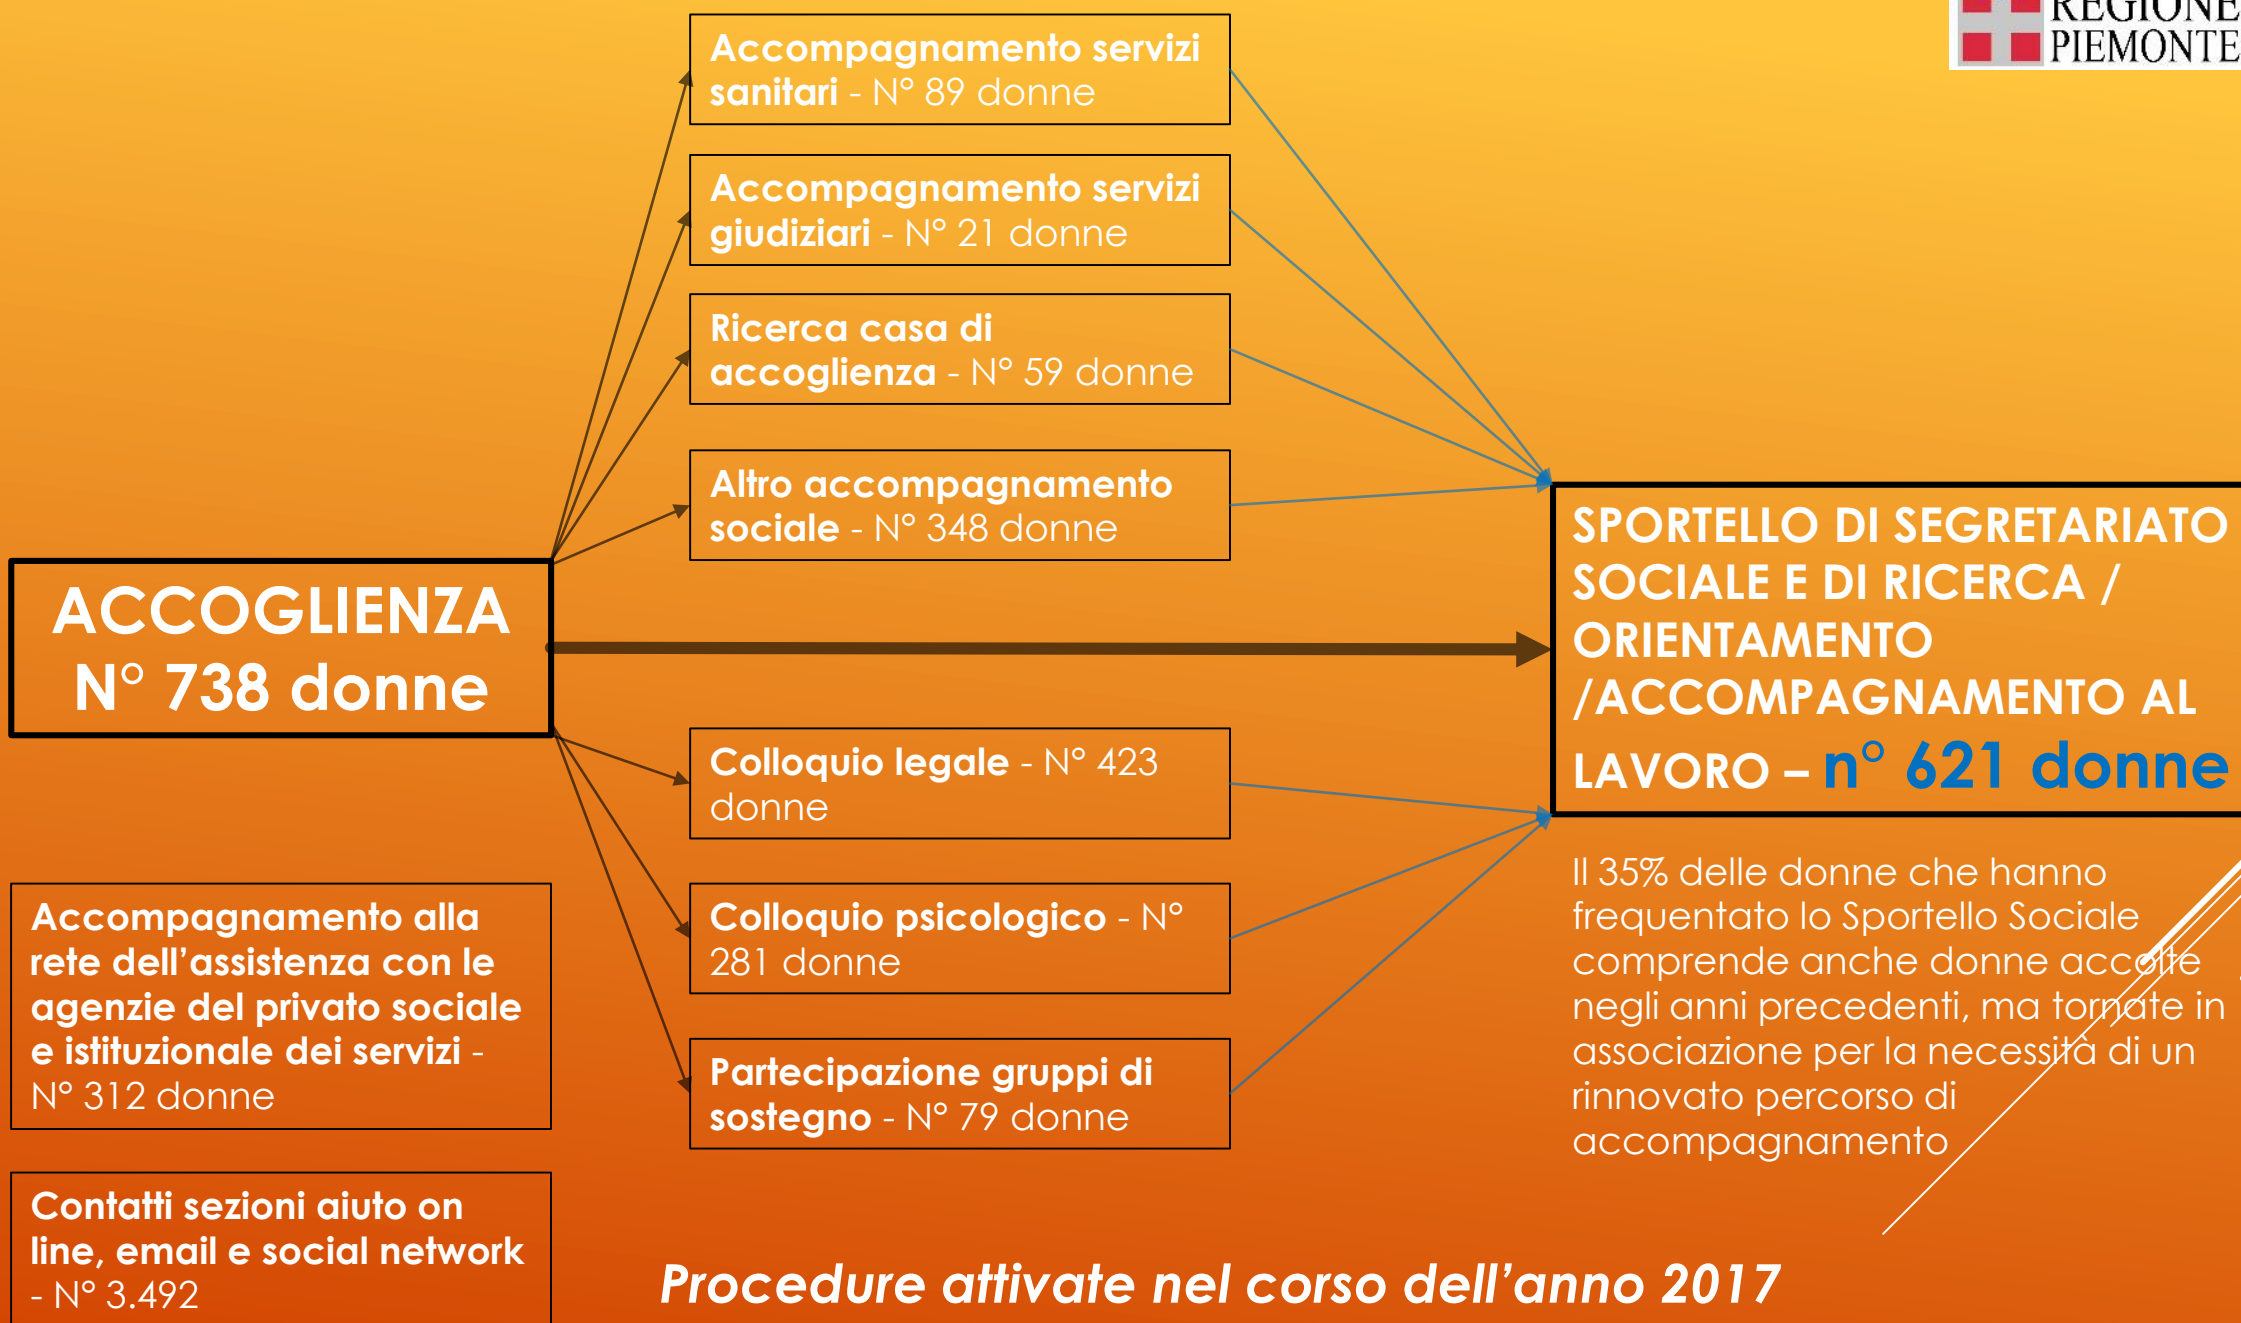 REGIONE
PIEMONTE
Accompagnamento servizi
sanitari - N° 89 donne
Accompagnamento servizi
giudiziari - N° 21 donne
Ricerca casa di
accoglienza - N° 59 donne
Altro accompagnamento
sociale - N° 348 donne
ACCOGLIENZA
N° 738 donne
SPORTELLO DI SEGRETARIATO
SOCIALE E DI RICERCA /
ORIENTAMENTO
/ACCOMPAGNAMENTO AL
LAVORO – n° 621 donne
Colloquio legale - N° 423
donne
Colloquio psicologico - N°
281 donne
Partecipazione gruppi di
sostegno - N° 79 donne
Il 35% delle donne che hanno
frequentato lo Sportello Sociale
comprende anche donne accolte
negli anni precedenti, ma tornate in
associazione per la necessità di un
rinnovato percorso di
accompagnamento
Accompagnamento alla
rete dell’assistenza con le
agenzie del privato sociale
e istituzionale dei servizi -
N° 312 donne
Contatti sezioni aiuto on
line, email e social network
- N° 3.492
Procedure attivate nel corso dell’anno 2017